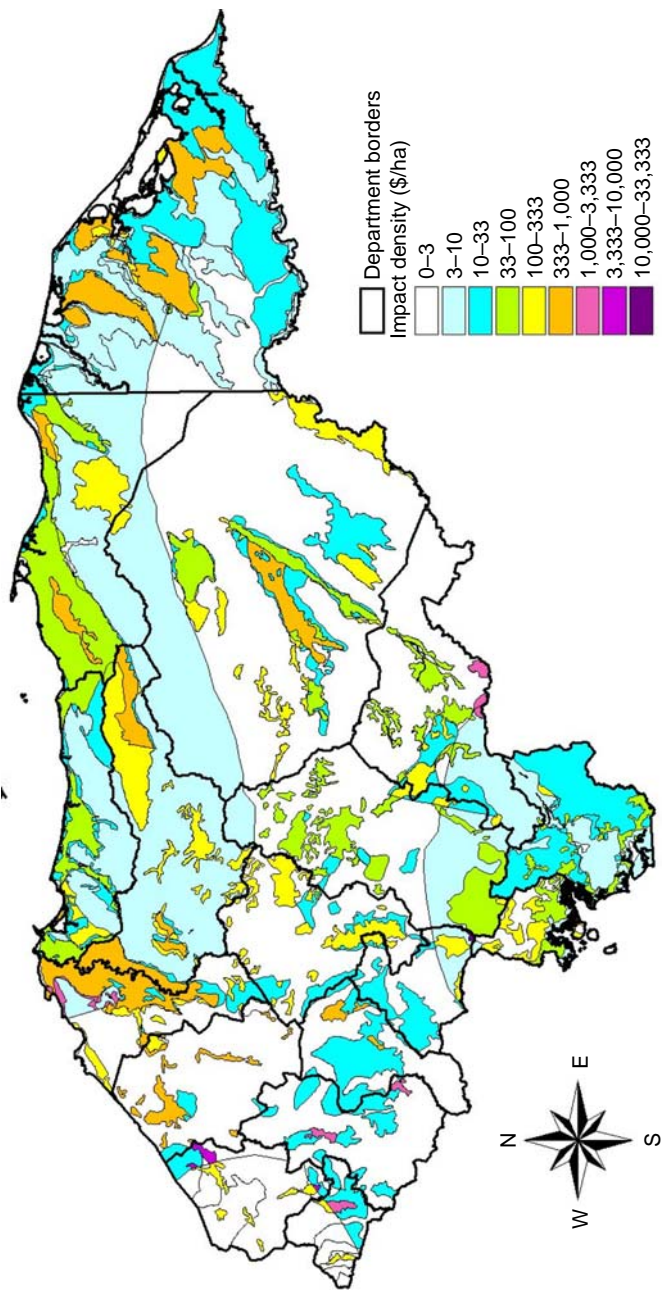 Department borders
Impact density ($/ha)
0–3
3–10
10–33
33–100
100–333
333–1,000
1,000–3,333
3,333–10,000
10,000–33,333
N
W
E
S